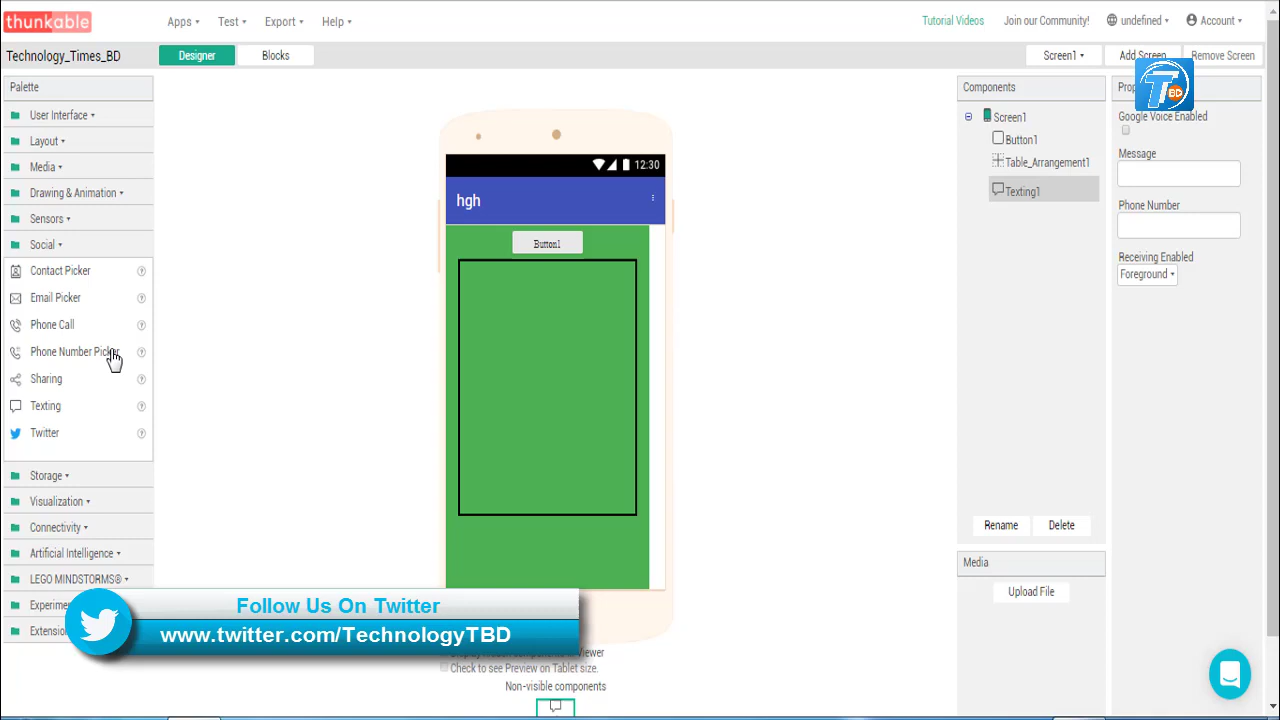 thunkable
Apps
Test
Export
Help
Tutorial Videos
Join our Community!
undefined
Account
Technology_Times_BD
Designer
Blocks
Screen1
Add Screen
Remove Screen
Palette
User Interface
Layout
Media
Drawing & Animation
Sensors
Social
Contact Picker
Email Picker
Phone Call
Phone Number Picker
Sharing
Texting
Twitter
Storage
Visualization
Connectivity
Artificial Intelligence
LEGO MINDSTORMS®
12:30
hgh
Button1
in Viewer
Check to see Preview on Tablet size.
Non-visible components
Components
Screen1
Button1
Table_Arrangement1
Texting1
Rename
Delete
Media
Upload File
BD
Google Voice Enabled
Message
Phone Number
Receiving Enabled
Foreground
Follow Us On Twitter
www.twitter.com/TechnologyTBD